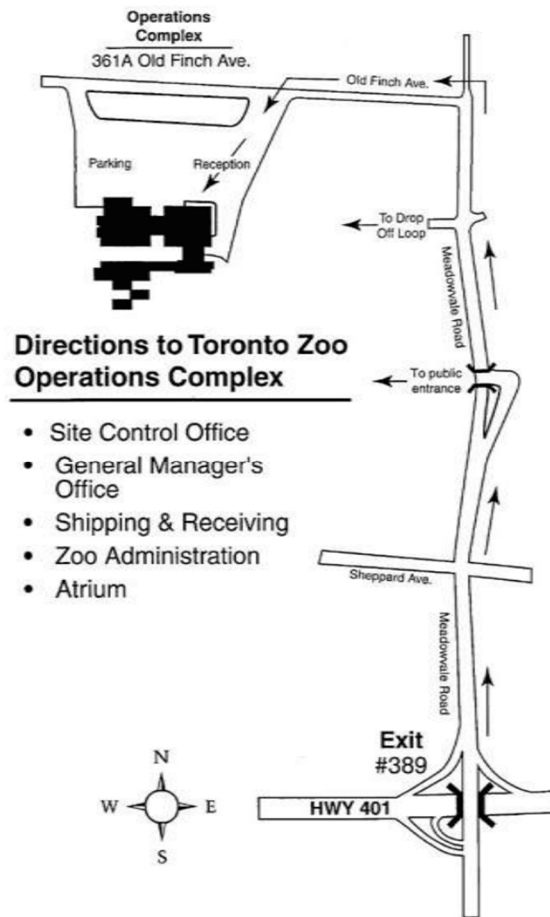 Operations
Complex
361A Old Finch Ave.
Old Finch Ave.
Parking
Reception
To Drop
Off Loop
Meadowvale Road
Directions to Toronto Zoo
Operations Complex
To public
entrance
• Site Control Office
• General Manager's
Office
• Shipping & Receiving
• Zoo Administration
• Atrium
Sheppard Ave.
Meadowvale Road
Exit
#389
HWY 401
N
W
E
S